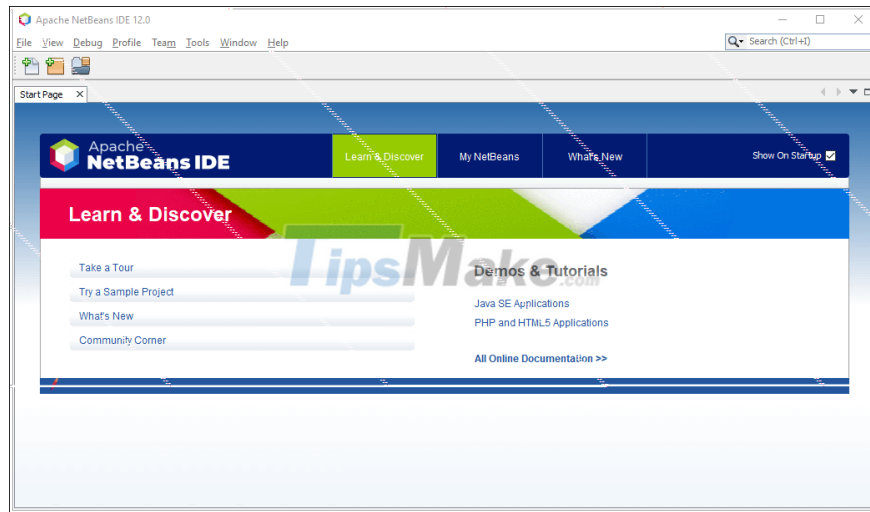 Apache NetBeans IDE 12.0
File View Debug Profile Team Tools Window Help
Search (Ctrl+I)
Start Page
Apache
NetBeans IDE
Learn & Discover
My NetBeans
What's New
Show On Startup
Learn & Discover
TipsMake.com
Take a Tour
Try a Sample Project
What's New
Community Corner
Demos & Tutorials
Java SE Applications
PHP and HTML5 Applications
All Online Documentation >>